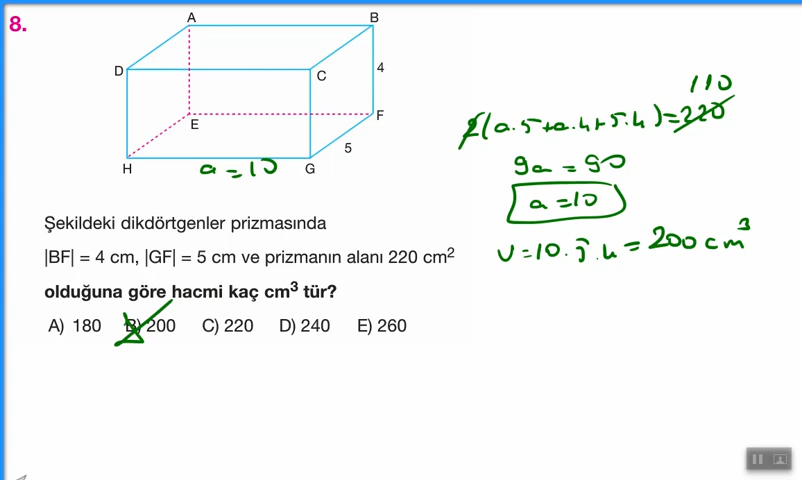 8.
A
B
D
C
4
E
F
5
H
a = 10
G
110
2(a.5+a.4+5.4)=220
9a = 90
a = 10
V = 10.5.4 = 200 cm³
Şekildeki dikdörtgenler prizmasında
|BF| = 4 cm, |GF| = 5 cm ve prizmanın alanı 220 cm²
olduğuna göre hacmi kaç cm³ tür?
A) 180 B) 200 C) 220 D) 240 E) 260